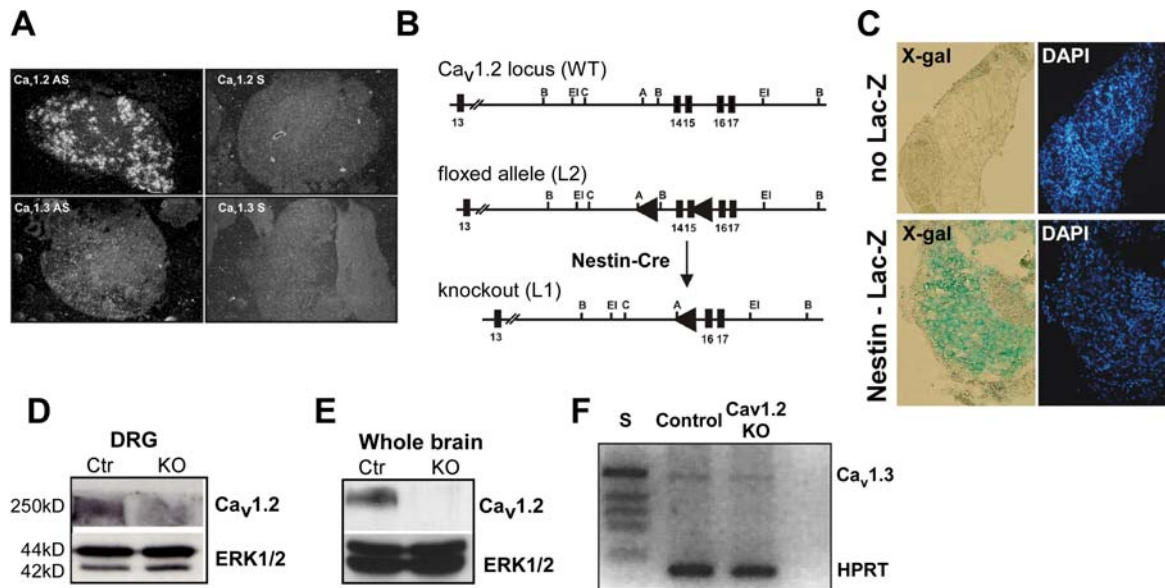 A
Cav1.2 AS
Cav1.2 S
Cav1.3 AS
Cav1.3 S
B
CaV1.2 locus (WT)
B EI C A B EI B
13 14 15 16 17
floxed allele (L2)
B EI C A B EI B
13 14 15 16 17
Nestin-Cre
knockout (L1)
B EI C A EI B
13 16 17
C
X-gal
DAPI
no Lac-Z
X-gal
DAPI
Nestin - Lac-Z
D
DRG
Ctr KO
250kD
CaV1.2
44kD
42kD
ERK1/2
E
Whole brain
Ctr KO
CaV1.2
ERK1/2
F
S Control Cav1.2 KO
Cav1.3
HPRT